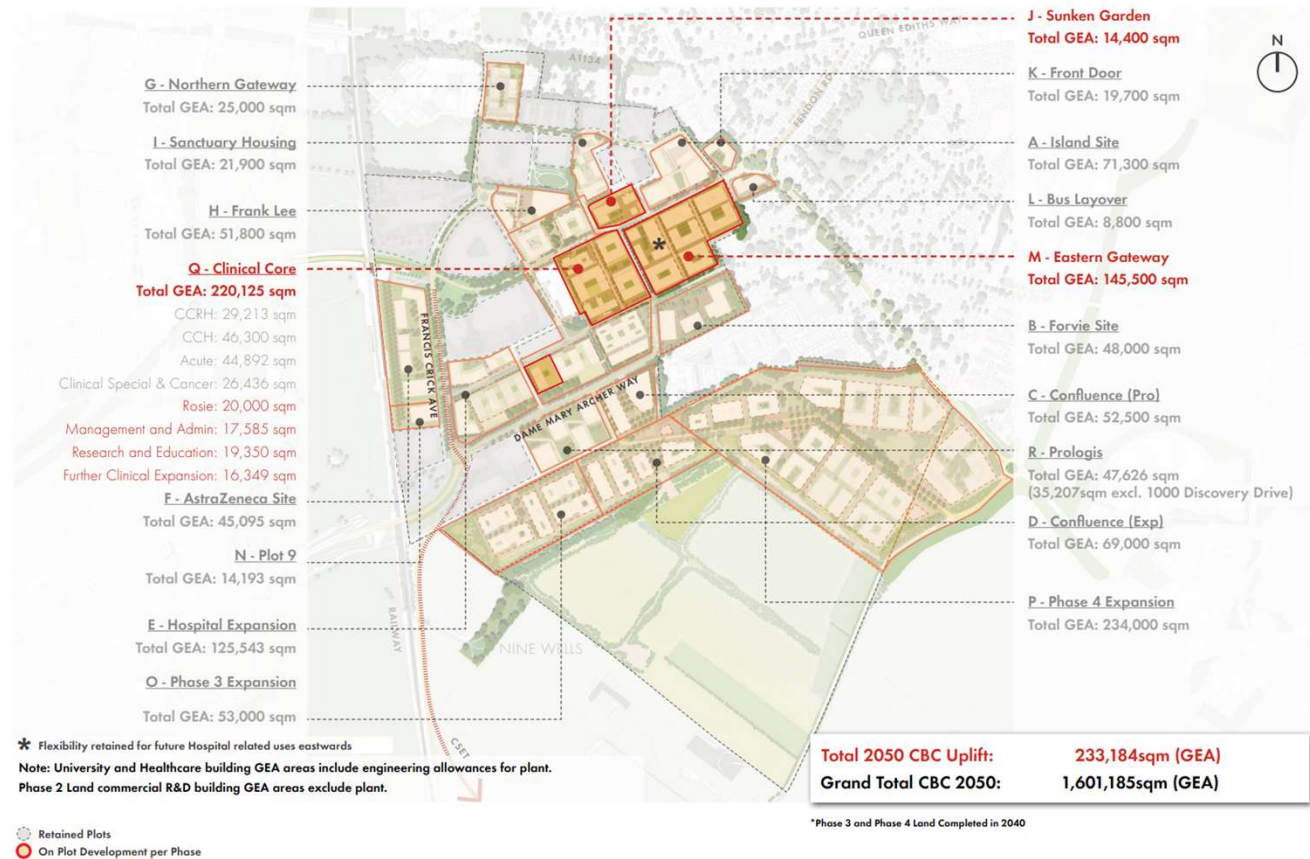 J - Sunken Garden
Total GEA: 14,400 sqm
QUEEN EDITHS WAY
N
A1134
FENDON RD
G - Northern Gateway
Total GEA: 25,000 sqm
K - Front Door
Total GEA: 19,700 sqm
I - Sanctuary Housing
Total GEA: 21,900 sqm
A - Island Site
Total GEA: 71,300 sqm
H - Frank Lee
Total GEA: 51,800 sqm
L - Bus Layover
Total GEA: 8,800 sqm
Q - Clinical Core
Total GEA: 220,125 sqm
CCRH: 29,213 sqm
CCH: 46,300 sqm
Acute: 44,892 sqm
Clinical Special & Cancer: 26,436 sqm
Rosie: 20,000 sqm
Management and Admin: 17,585 sqm
Research and Education: 19,350 sqm
Further Clinical Expansion: 16,349 sqm
*
M - Eastern Gateway
Total GEA: 145,500 sqm
B - Forvie Site
Total GEA: 48,000 sqm
FRANCIS CRICK AVE
DAME MARY ARCHER WAY
C - Confluence (Pro)
Total GEA: 52,500 sqm
R - Prologis
Total GEA: 47,626 sqm
(35,207sqm excl. 1000 Discovery Drive)
F - AstraZeneca Site
Total GEA: 45,095 sqm
D - Confluence (Exp)
Total GEA: 69,000 sqm
N - Plot 9
Total GEA: 14,193 sqm
P - Phase 4 Expansion
Total GEA: 234,000 sqm
E - Hospital Expansion
Total GEA: 125,543 sqm
RAILWAY
NINE WELLS
O - Phase 3 Expansion
Total GEA: 53,000 sqm
CSET
* Flexibility retained for future Hospital related uses eastwards
Note: University and Healthcare building GEA areas include engineering allowances for plant.
Phase 2 Land commercial R&D building GEA areas exclude plant.
Total 2050 CBC Uplift: 233,184sqm (GEA)
Grand Total CBC 2050: 1,601,185sqm (GEA)
*Phase 3 and Phase 4 Land Completed in 2040
Retained Plots
On Plot Development per Phase